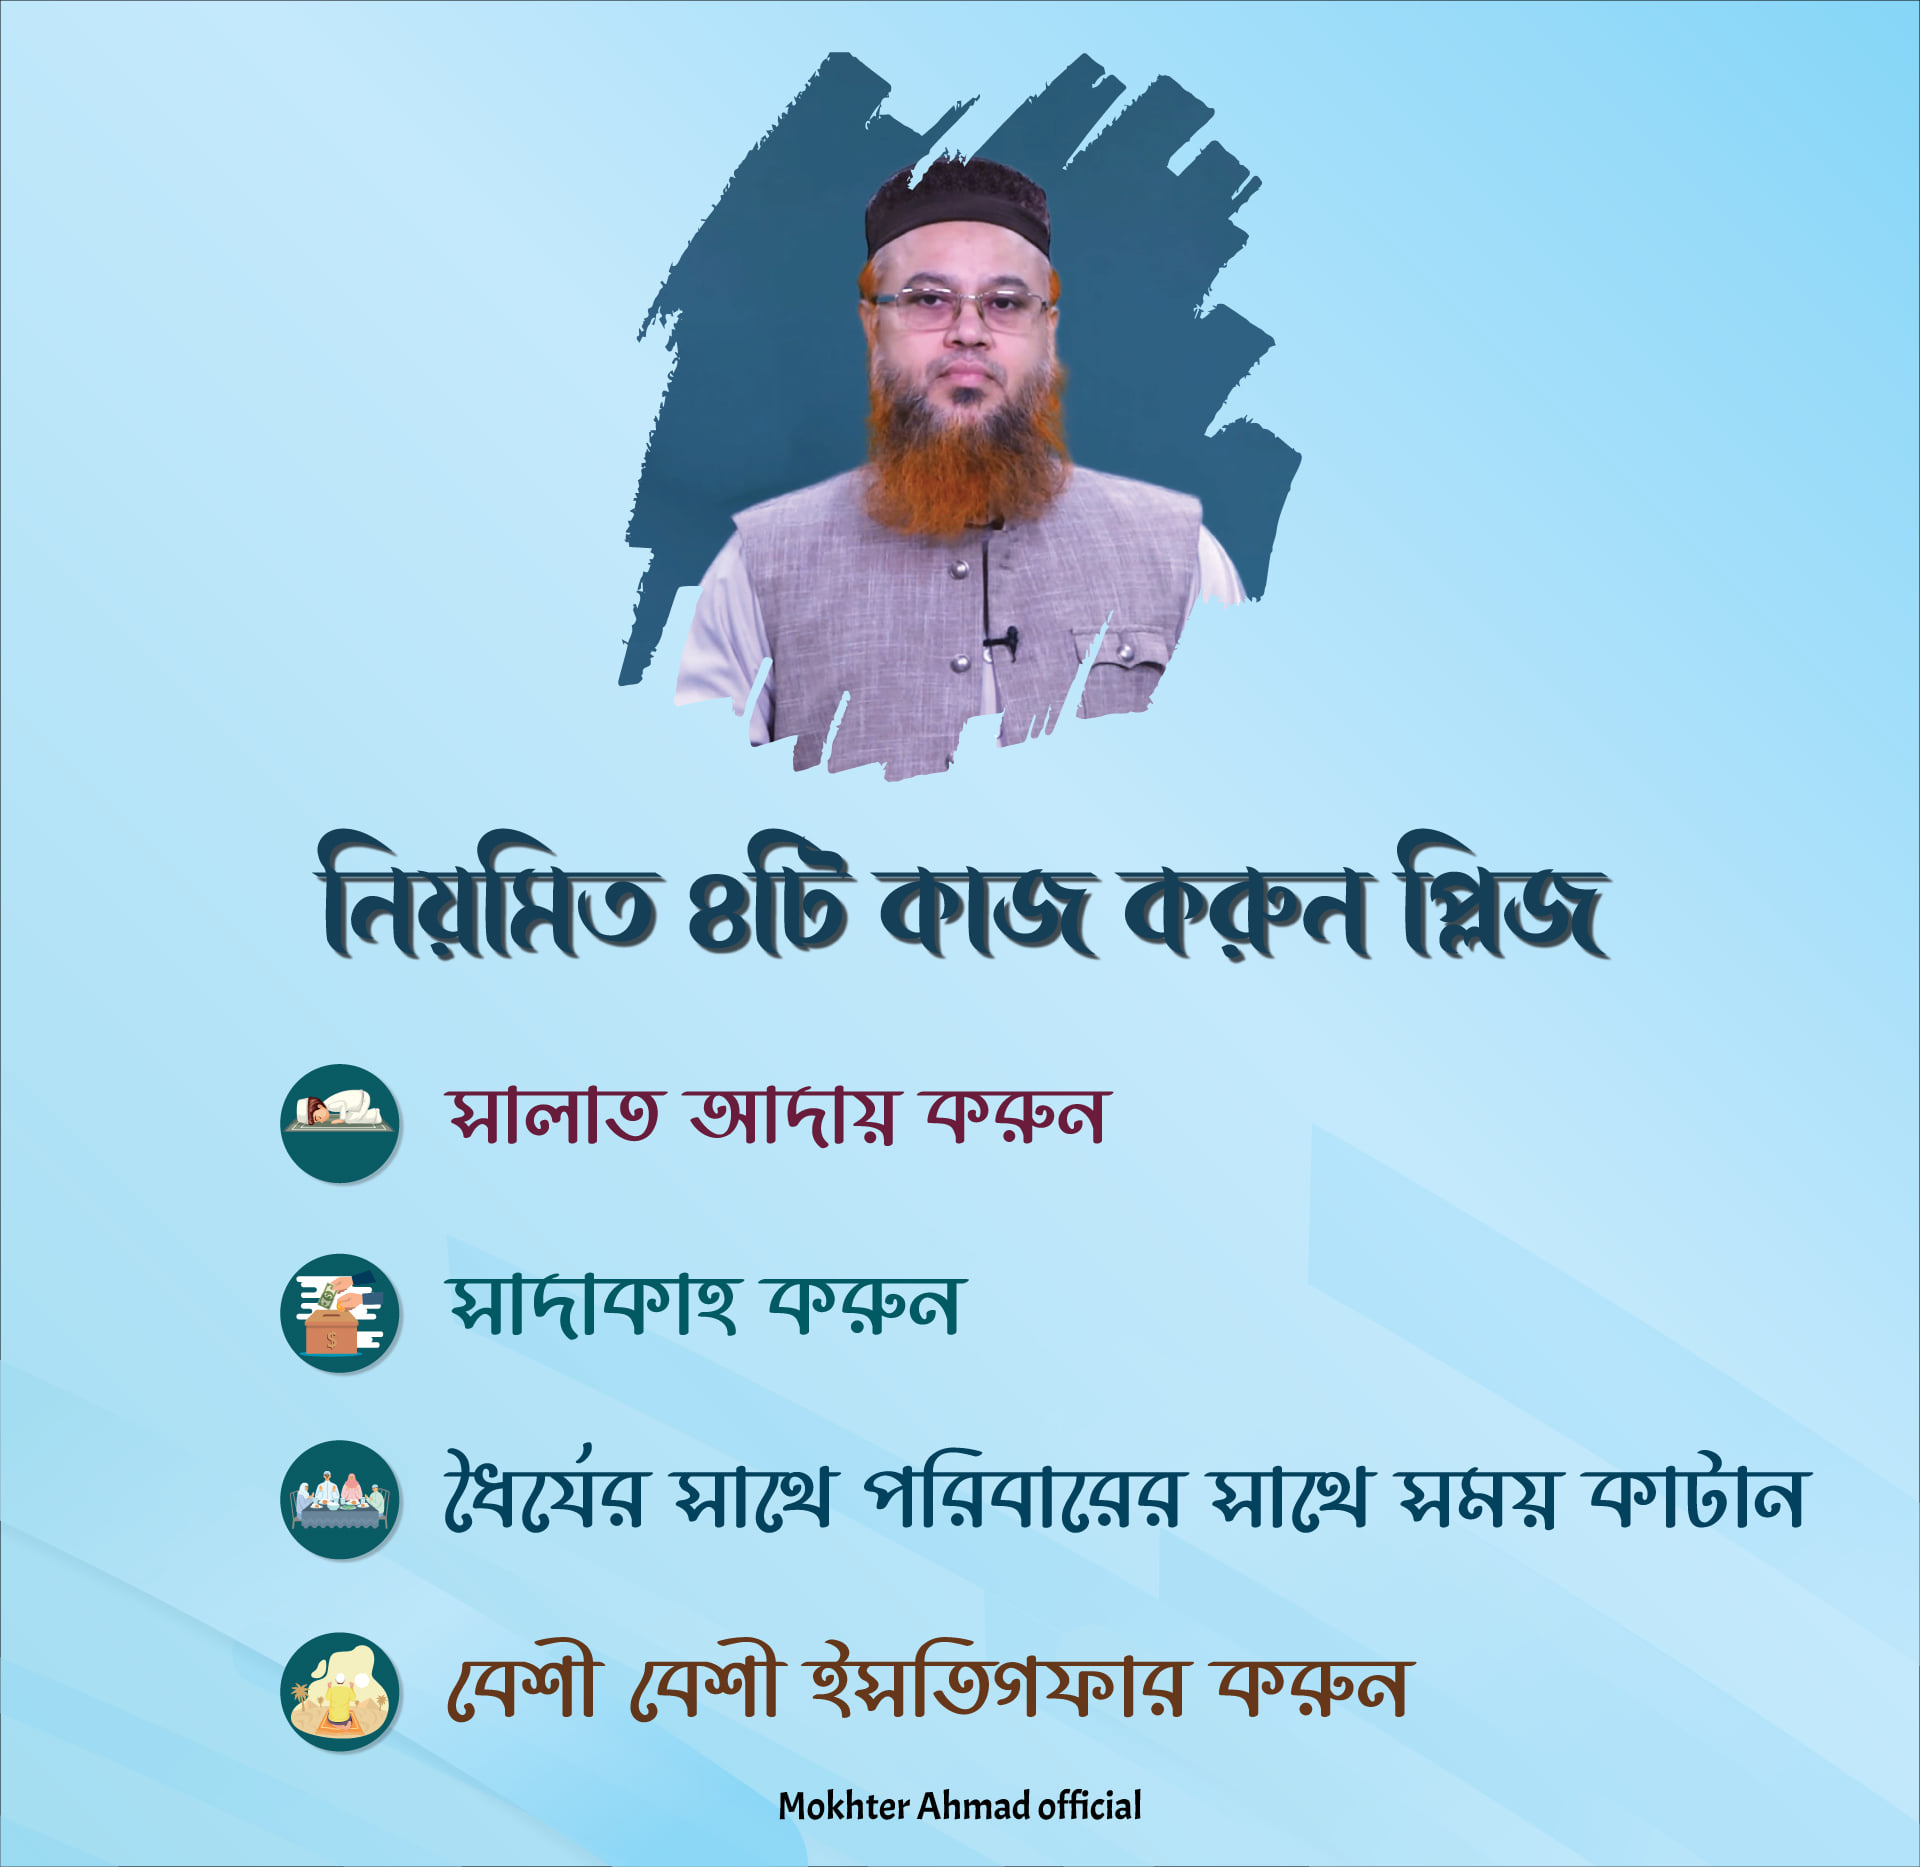 নিয়মিত ৪টি কাজ করুন প্লিজ
সালাত আদায় করুন
সাদাকাহ করুন
ধৈর্যের সাথে পরিবারের সাথে সময় কাটান
বেশী বেশী ইসতিগফার করুন
Mokhter Ahmad official